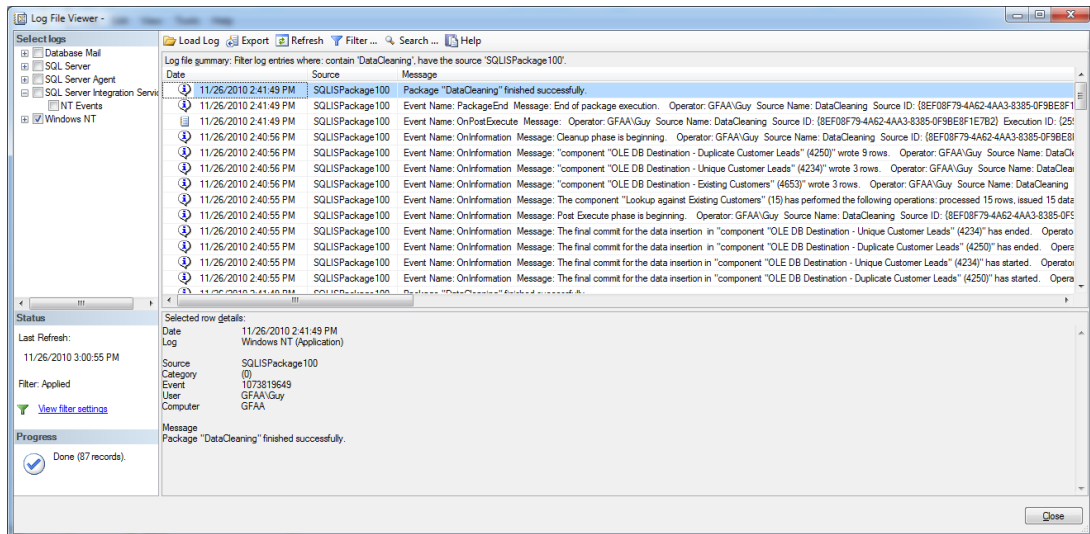 Log File Viewer -
Select logs
Database Mail
SQL Server
SQL Server Agent
SQL Server Integration Servic
NT Events
Windows NT
Load Log Export Refresh Filter ... Search ... Help
Log file summary: Filter log entries where: contain 'DataCleaning', have the source 'SQLISPackage100'.
Date Source Message
11/26/2010 2:41:49 PM SQLISPackage100 Package "DataCleaning" finished successfully.
11/26/2010 2:41:49 PM SQLISPackage100 Event Name: PackageEnd Message: End of package execution. Operator: GFAA\Guy Source Name: DataCleaning Source ID: {8EF08F79-4A62-4AA3-8385-0F9BE8F1
11/26/2010 2:41:49 PM SQLISPackage100 Event Name: OnPostExecute Message: Operator: GFAA\Guy Source Name: DataCleaning Source ID: {8EF08F79-4A62-4AA3-8385-0F9BE8F1E7B2} Execution ID: {255
11/26/2010 2:40:56 PM SQLISPackage100 Event Name: OnInformation Message: Cleanup phase is beginning. Operator: GFAA\Guy Source Name: DataCleaning Source ID: {8EF08F79-4A62-4AA3-8385-0F9BE8
11/26/2010 2:40:56 PM SQLISPackage100 Event Name: OnInformation Message: "component "OLE DB Destination - Duplicate Customer Leads" (4250)" wrote 9 rows. Operator: GFAA\Guy Source Name: DataCle
11/26/2010 2:40:56 PM SQLISPackage100 Event Name: OnInformation Message: "component "OLE DB Destination - Unique Customer Leads" (4234)" wrote 3 rows. Operator: GFAA\Guy Source Name: DataClea
11/26/2010 2:40:56 PM SQLISPackage100 Event Name: OnInformation Message: "component "OLE DB Destination - Existing Customers" (4653)" wrote 3 rows. Operator: GFAA\Guy Source Name: DataCleaning
11/26/2010 2:40:56 PM SQLISPackage100 Event Name: OnInformation Message: The component "Lookup against Existing Customers" (15) has performed the following operations: processed 15 rows, issued 15 data
11/26/2010 2:40:56 PM SQLISPackage100 Event Name: OnInformation Message: Post Execute phase is beginning. Operator: GFAA\Guy Source Name: DataCleaning Source ID: {8EF08F79-4A62-4AA3-8385-0F9
11/26/2010 2:40:55 PM SQLISPackage100 Event Name: OnInformation Message: The final commit for the data insertion in "component "OLE DB Destination - Unique Customer Leads" (4234)" has ended. Operato
11/26/2010 2:40:55 PM SQLISPackage100 Event Name: OnInformation Message: The final commit for the data insertion in "component "OLE DB Destination - Duplicate Customer Leads" (4250)" has ended. Opera
11/26/2010 2:40:55 PM SQLISPackage100 Event Name: OnInformation Message: The final commit for the data insertion in "component "OLE DB Destination - Unique Customer Leads" (4234)" has started. Operator
11/26/2010 2:40:55 PM SQLISPackage100 Event Name: OnInformation Message: The final commit for the data insertion in "component "OLE DB Destination - Duplicate Customer Leads" (4250)" has started. Opera
Status
Last Refresh:
11/26/2010 3:00:55 PM
Filter: Applied
View filter settings
Progress
Done (87 records).
Selected row details:
Date 11/26/2010 2:41:49 PM
Log Windows NT (Application)
Source SQLISPackage100
Category (0)
Event 1073819649
User GFAA\Guy
Computer GFAA
Message
Package "DataCleaning" finished successfully.
Close